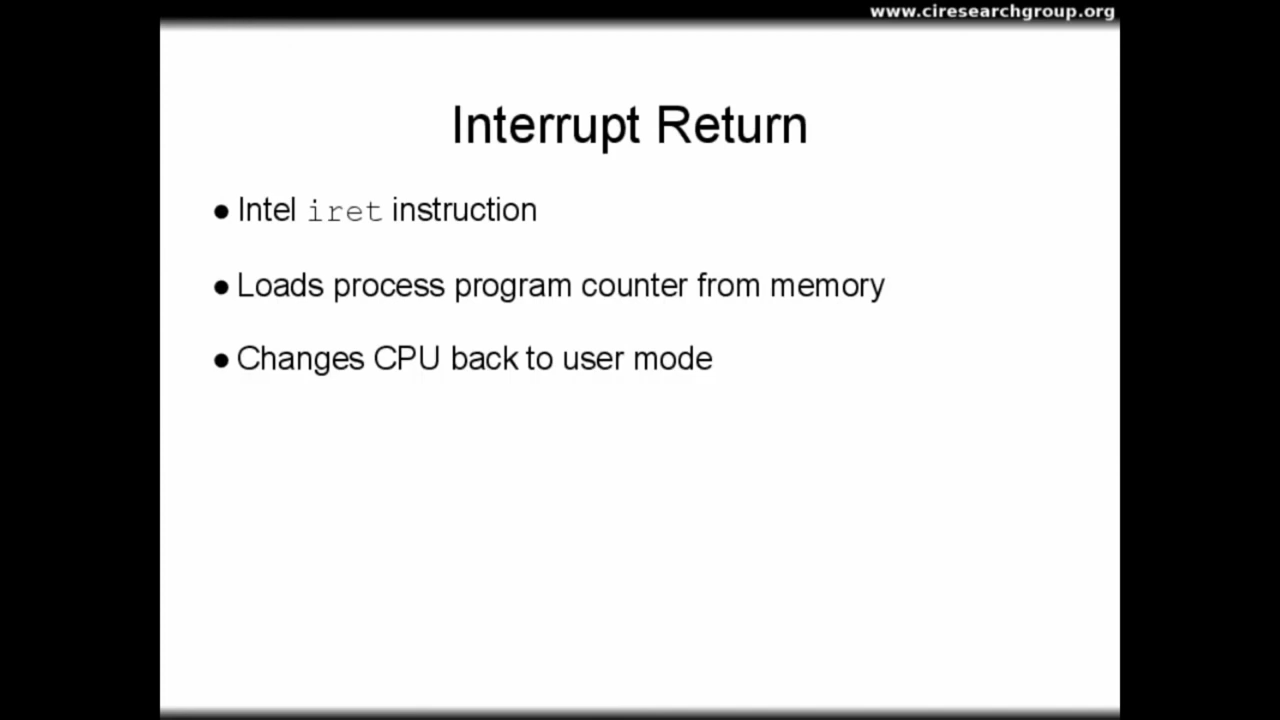 www.ciresearchgroup.org
Interrupt Return
● Intel iret instruction
● Loads process program counter from memory
● Changes CPU back to user mode